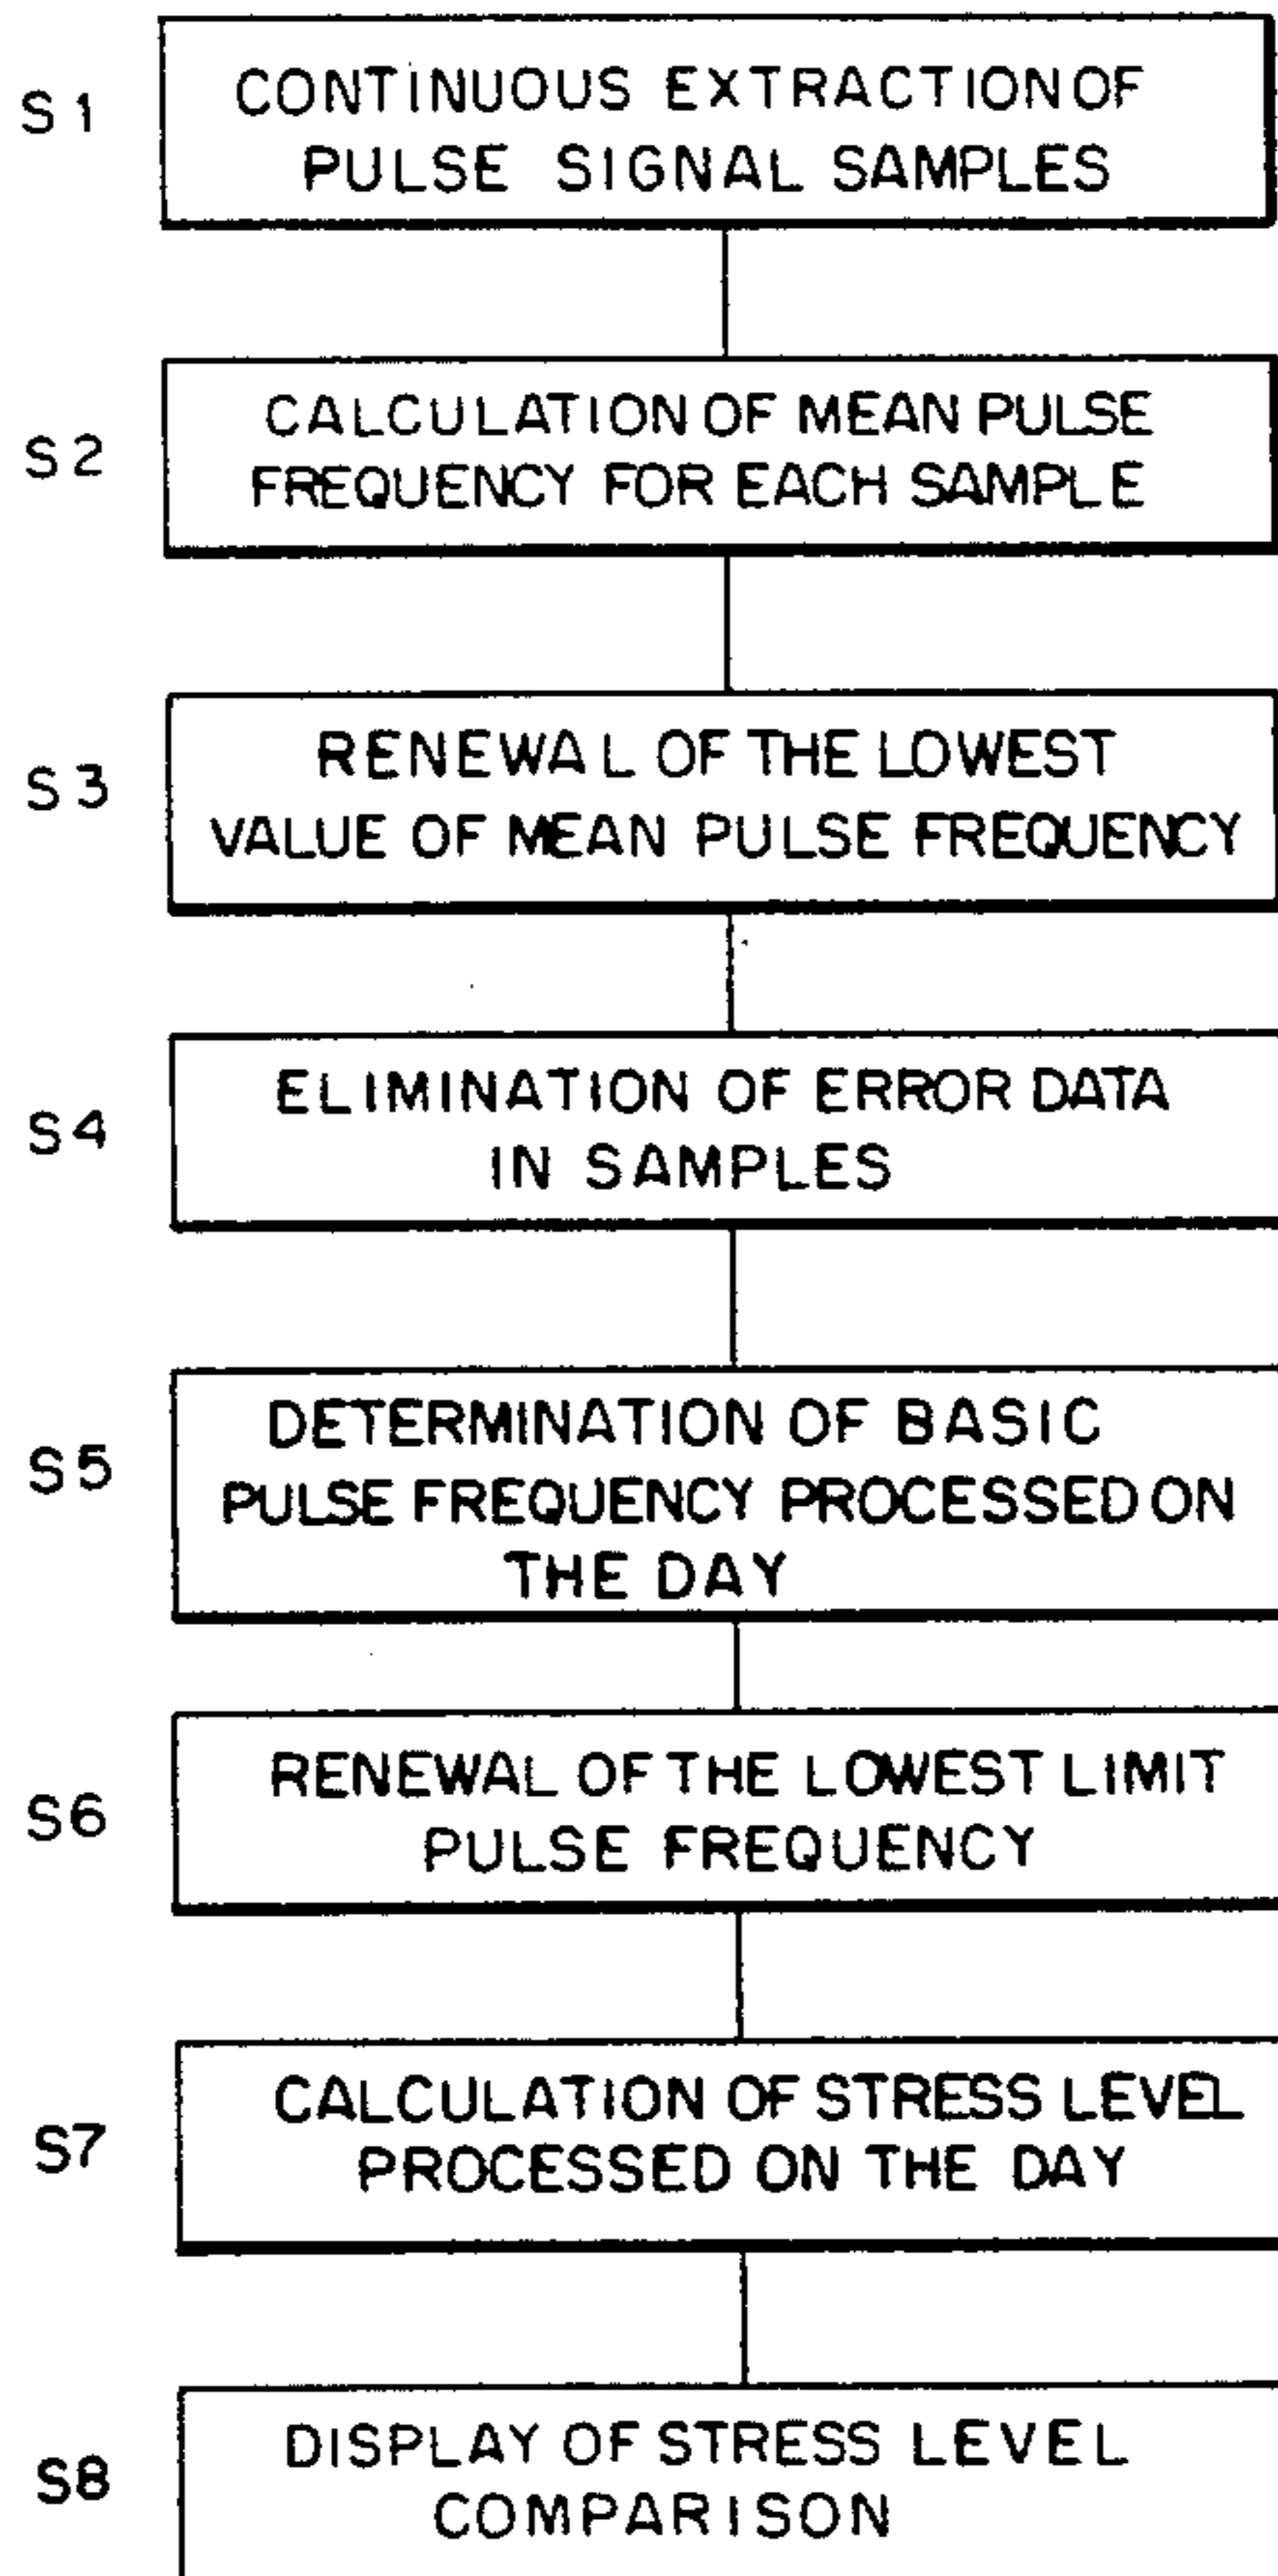 S1
CONTINUOUS EXTRACTION OF
PULSE SIGNAL SAMPLES
S2
CALCULATION OF MEAN PULSE
FREQUENCY FOR EACH SAMPLE
S3
RENEWAL OF THE LOWEST
VALUE OF MEAN PULSE FREQUENCY
S4
ELIMINATION OF ERROR DATA
IN SAMPLES
S5
DETERMINATION OF BASIC
PULSE FREQUENCY PROCESSED ON
THE DAY
S6
RENEWAL OF THE LOWEST LIMIT
PULSE FREQUENCY
S7
CALCULATION OF STRESS LEVEL
PROCESSED ON THE DAY
S8
DISPLAY OF STRESS LEVEL
COMPARISON